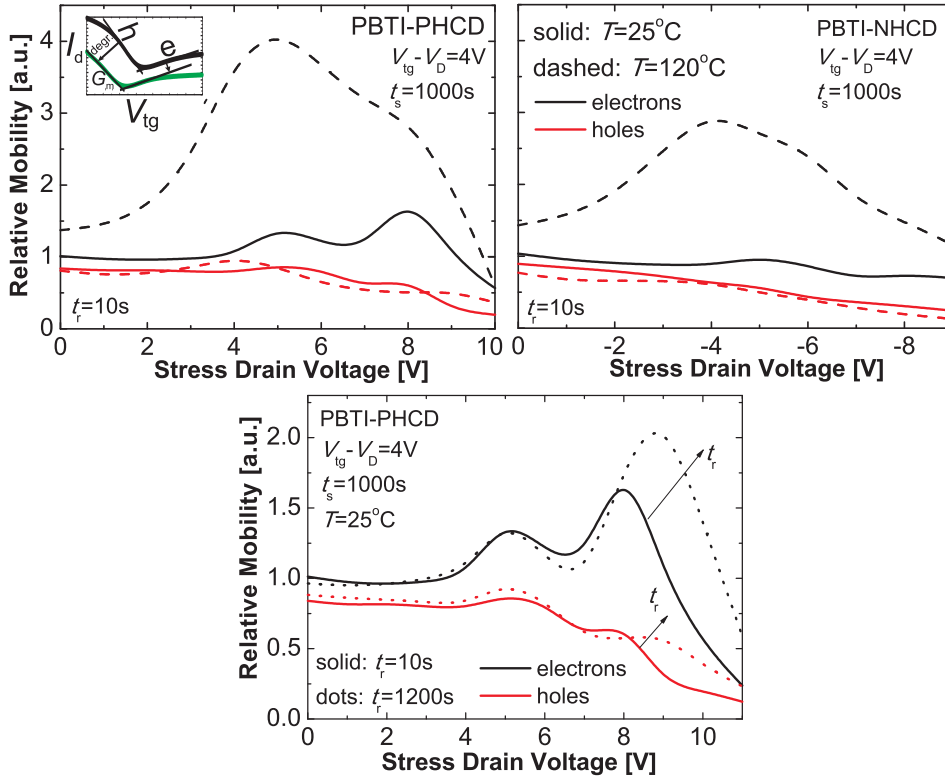 PBTI-PHCD
V_tg-V_D=4V
t_s=1000s
I_d
degr.
h
e
G_m
V_tg
4
3
2
1
0
Relative Mobility [a.u.]
t_r=10s
0 2 4 6 8 10
Stress Drain Voltage [V]
solid: T=25°C
dashed: T=120°C
electrons
holes
PBTI-NHCD
V_tg-V_D=4V
t_s=1000s
t_r=10s
0 -2 -4 -6 -8
Stress Drain Voltage [V]
PBTI-PHCD
V_tg-V_D=4V
t_s=1000s
T=25°C
2.0
1.5
1.0
0.5
0.0
Relative Mobility [a.u.]
t_r
t_r
solid: t_r=10s
dots: t_r=1200s
electrons
holes
0 2 4 6 8 10
Stress Drain Voltage [V]